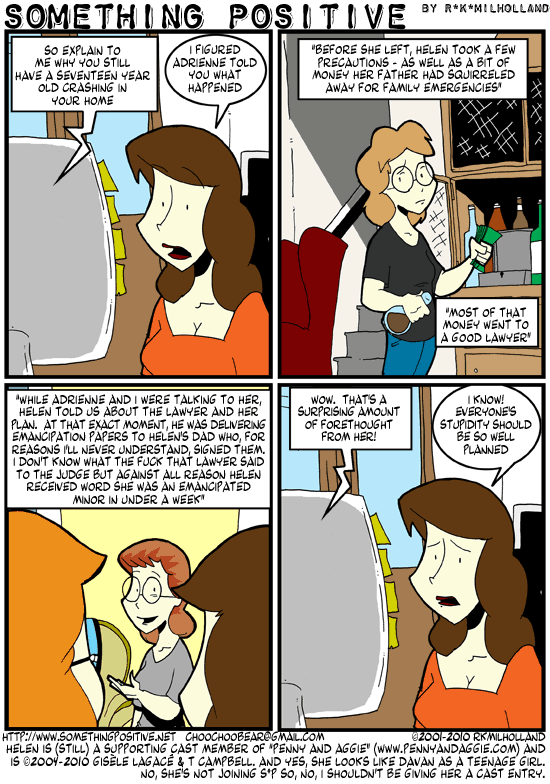 SOMETHING POSITIVE BY R*K*MILHOLLAND
SO EXPLAIN TO
ME WHY YOU STILL
HAVE A SEVENTEEN YEAR
OLD CRASHING IN
YOUR HOME
I FIGURED
ADRIENNE TOLD
YOU WHAT
HAPPENED
"BEFORE SHE LEFT, HELEN TOOK A FEW
PRECAUTIONS - AS WELL AS A BIT OF
MONEY HER FATHER HAD SQUIRRELED
AWAY FOR FAMILY EMERGENCIES"
"MOST OF THAT
MONEY WENT TO
A GOOD LAWYER"
"WHILE ADRIENNE AND I WERE TALKING TO HER,
HELEN TOLD US ABOUT THE LAWYER AND HER
PLAN. AT THAT EXACT MOMENT, HE WAS DELIVERING
EMANCIPATION PAPERS TO HELEN'S DAD WHO, FOR
REASONS I'LL NEVER UNDERSTAND, SIGNED THEM.
I DON'T KNOW WHAT THE FUCK THAT LAWYER SAID
TO THE JUDGE BUT AGAINST ALL REASON HELEN
RECEIVED WORD SHE WAS AN EMANCIPATED
MINOR IN UNDER A WEEK"
WOW. THAT'S A
SURPRISING AMOUNT
OF FORETHOUGHT
FROM HER!
I KNOW!
EVERYONE'S
STUPIDITY SHOULD
BE SO WELL
PLANNED
HTTP://WWW.SOMETHINGPOSITIVE.NET CHOOCHOOBEAR@GMAIL.COM ©2001-2010 RKMILHOLLAND
HELEN IS (STILL) A SUPPORTING CAST MEMBER OF "PENNY AND AGGIE" (WWW.PENNYANDAGGIE.COM) AND
IS ©2004-2010 GISÈLE LAGACÉ & T CAMPBELL. AND YES, SHE LOOKS LIKE DAVAN AS A TEENAGE GIRL.
NO, SHE'S NOT JOINING S*P SO, NO, I SHOULDN'T BE GIVING HER A CAST ENTRY.